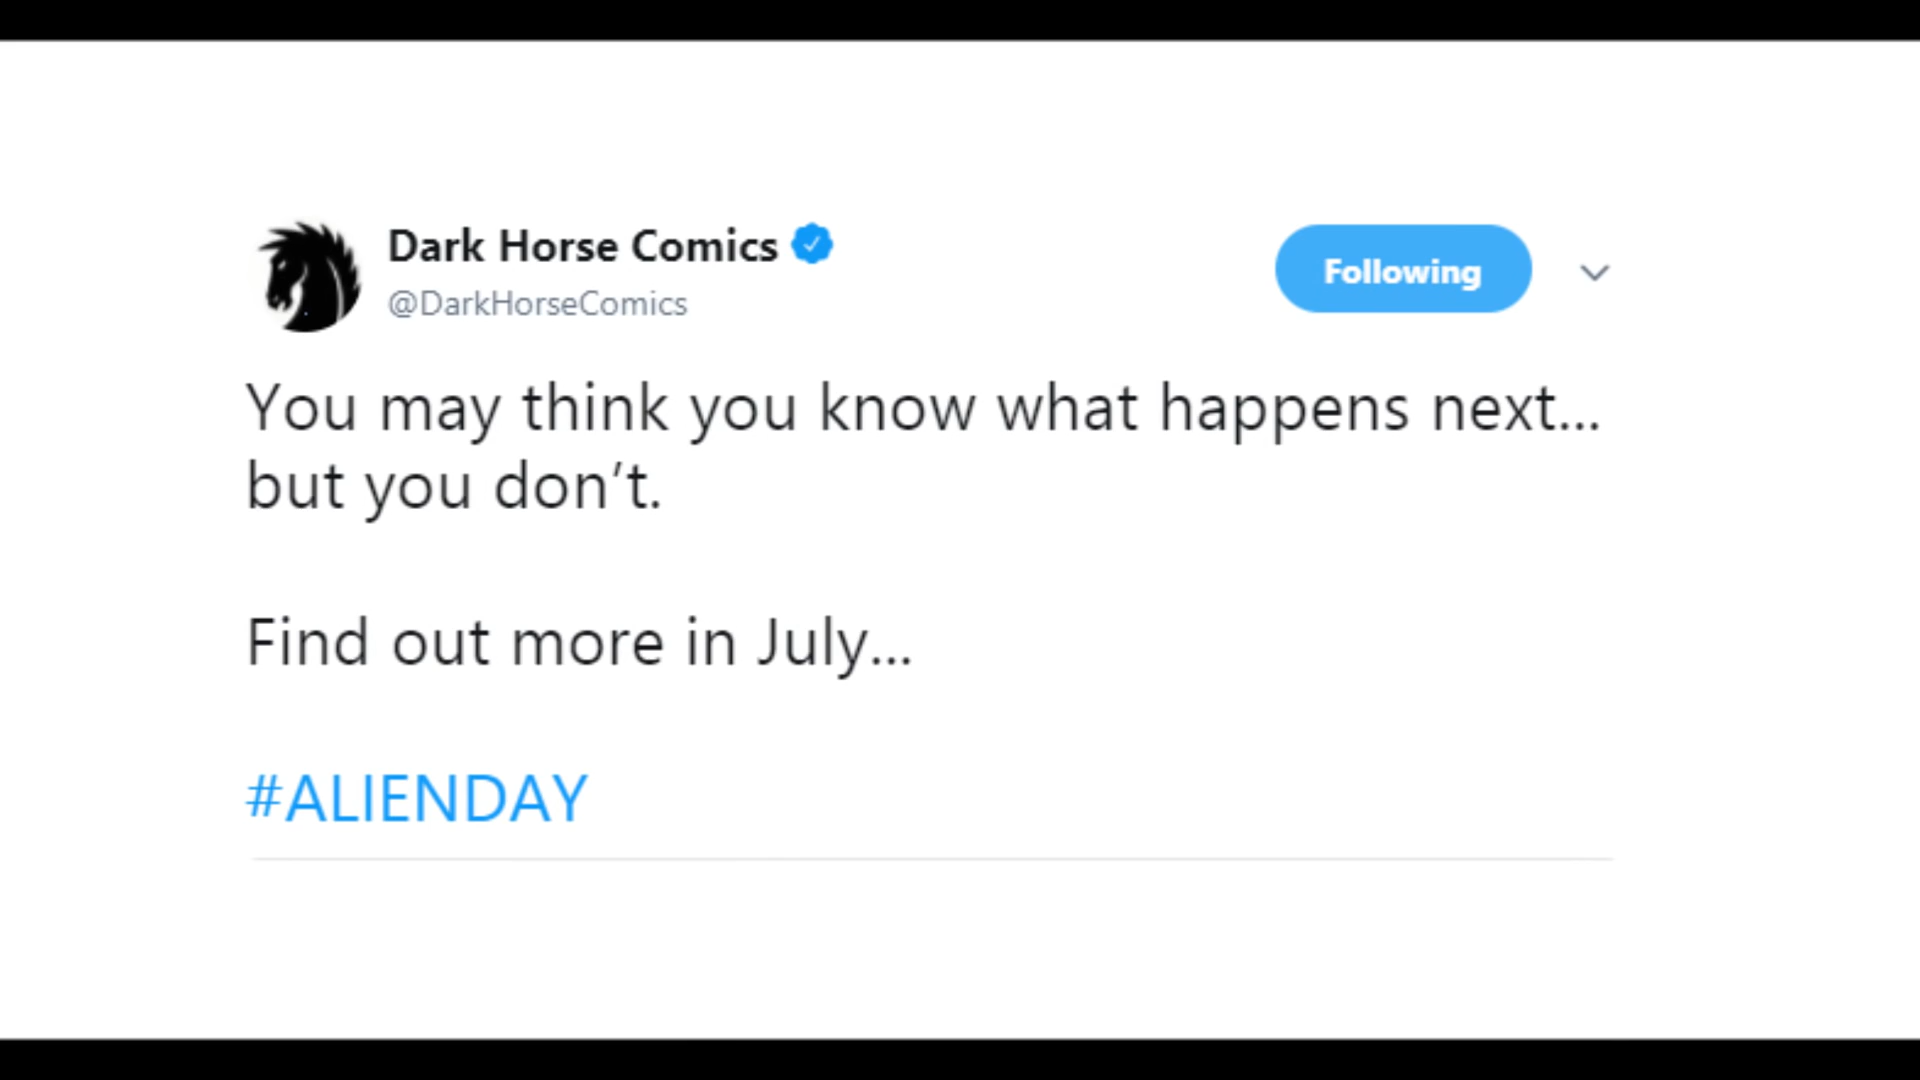 Dark Horse Comics
@DarkHorseComics
Following
You may think you know what happens next...
but you don’t.
Find out more in July...
#ALIENDAY